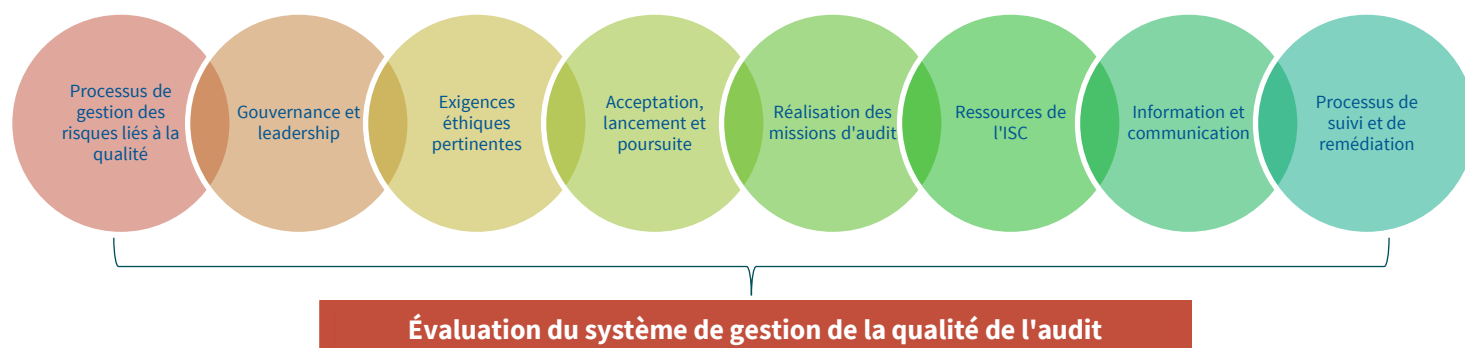 Processus de
gestion des
risques liés à la
qualité
Gouvernance et
leadership
Exigences
éthiques
pertinentes
Acceptation,
lancement et
poursuite
Réalisation des
missions d'audit
Ressources de
l'ISC
Information et
communication
Processus de
suivi et de
remédiation
Évaluation du système de gestion de la qualité de l'audit